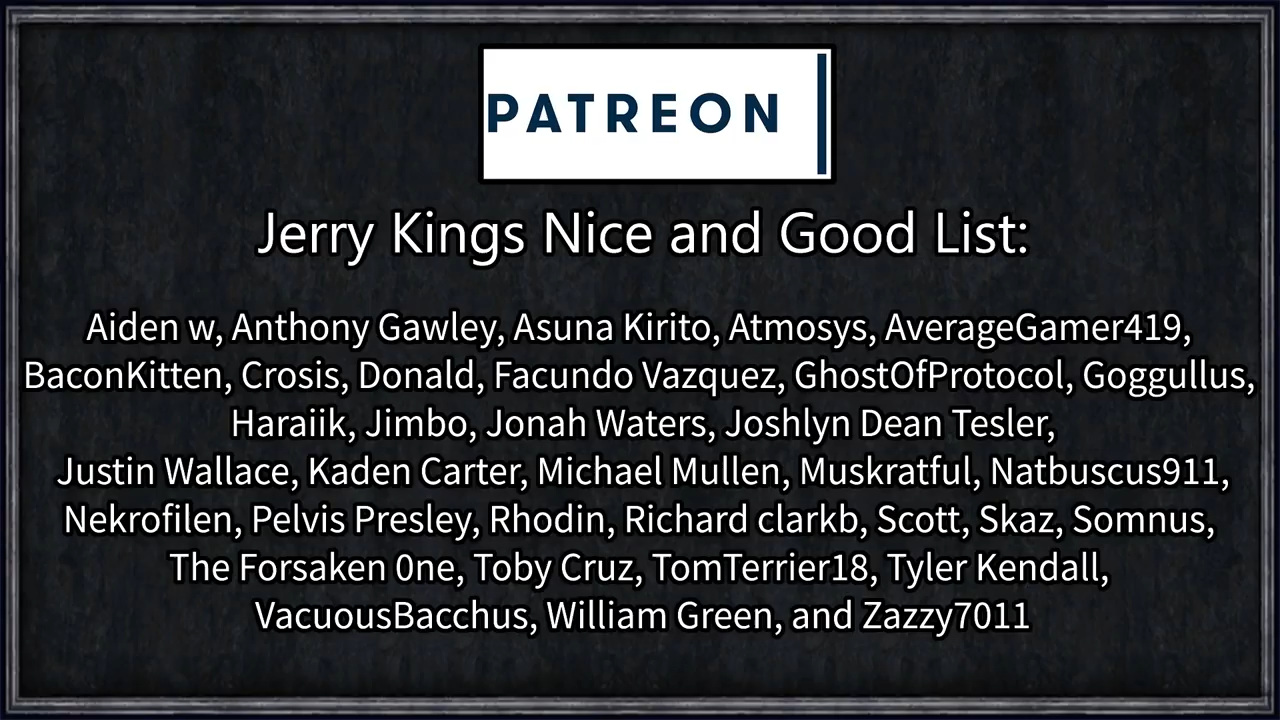 PATREON
Jerry Kings Nice and Good List:
Aiden w, Anthony Gawley, Asuna Kirito, Atmosys, AverageGamer419,
BaconKitten, Crosis, Donald, Facundo Vazquez, GhostOfProtocol, Goggullus,
Haraiik, Jimbo, Jonah Waters, Joshlyn Dean Tesler,
Justin Wallace, Kaden Carter, Michael Mullen, Muskratful, Natbuscus911,
Nekrofilen, Pelvis Presley, Rhodin, Richard clarkb, Scott, Skaz, Somnus,
The Forsaken 0ne, Toby Cruz, TomTerrier18, Tyler Kendall,
VacuousBacchus, William Green, and Zazzy7011